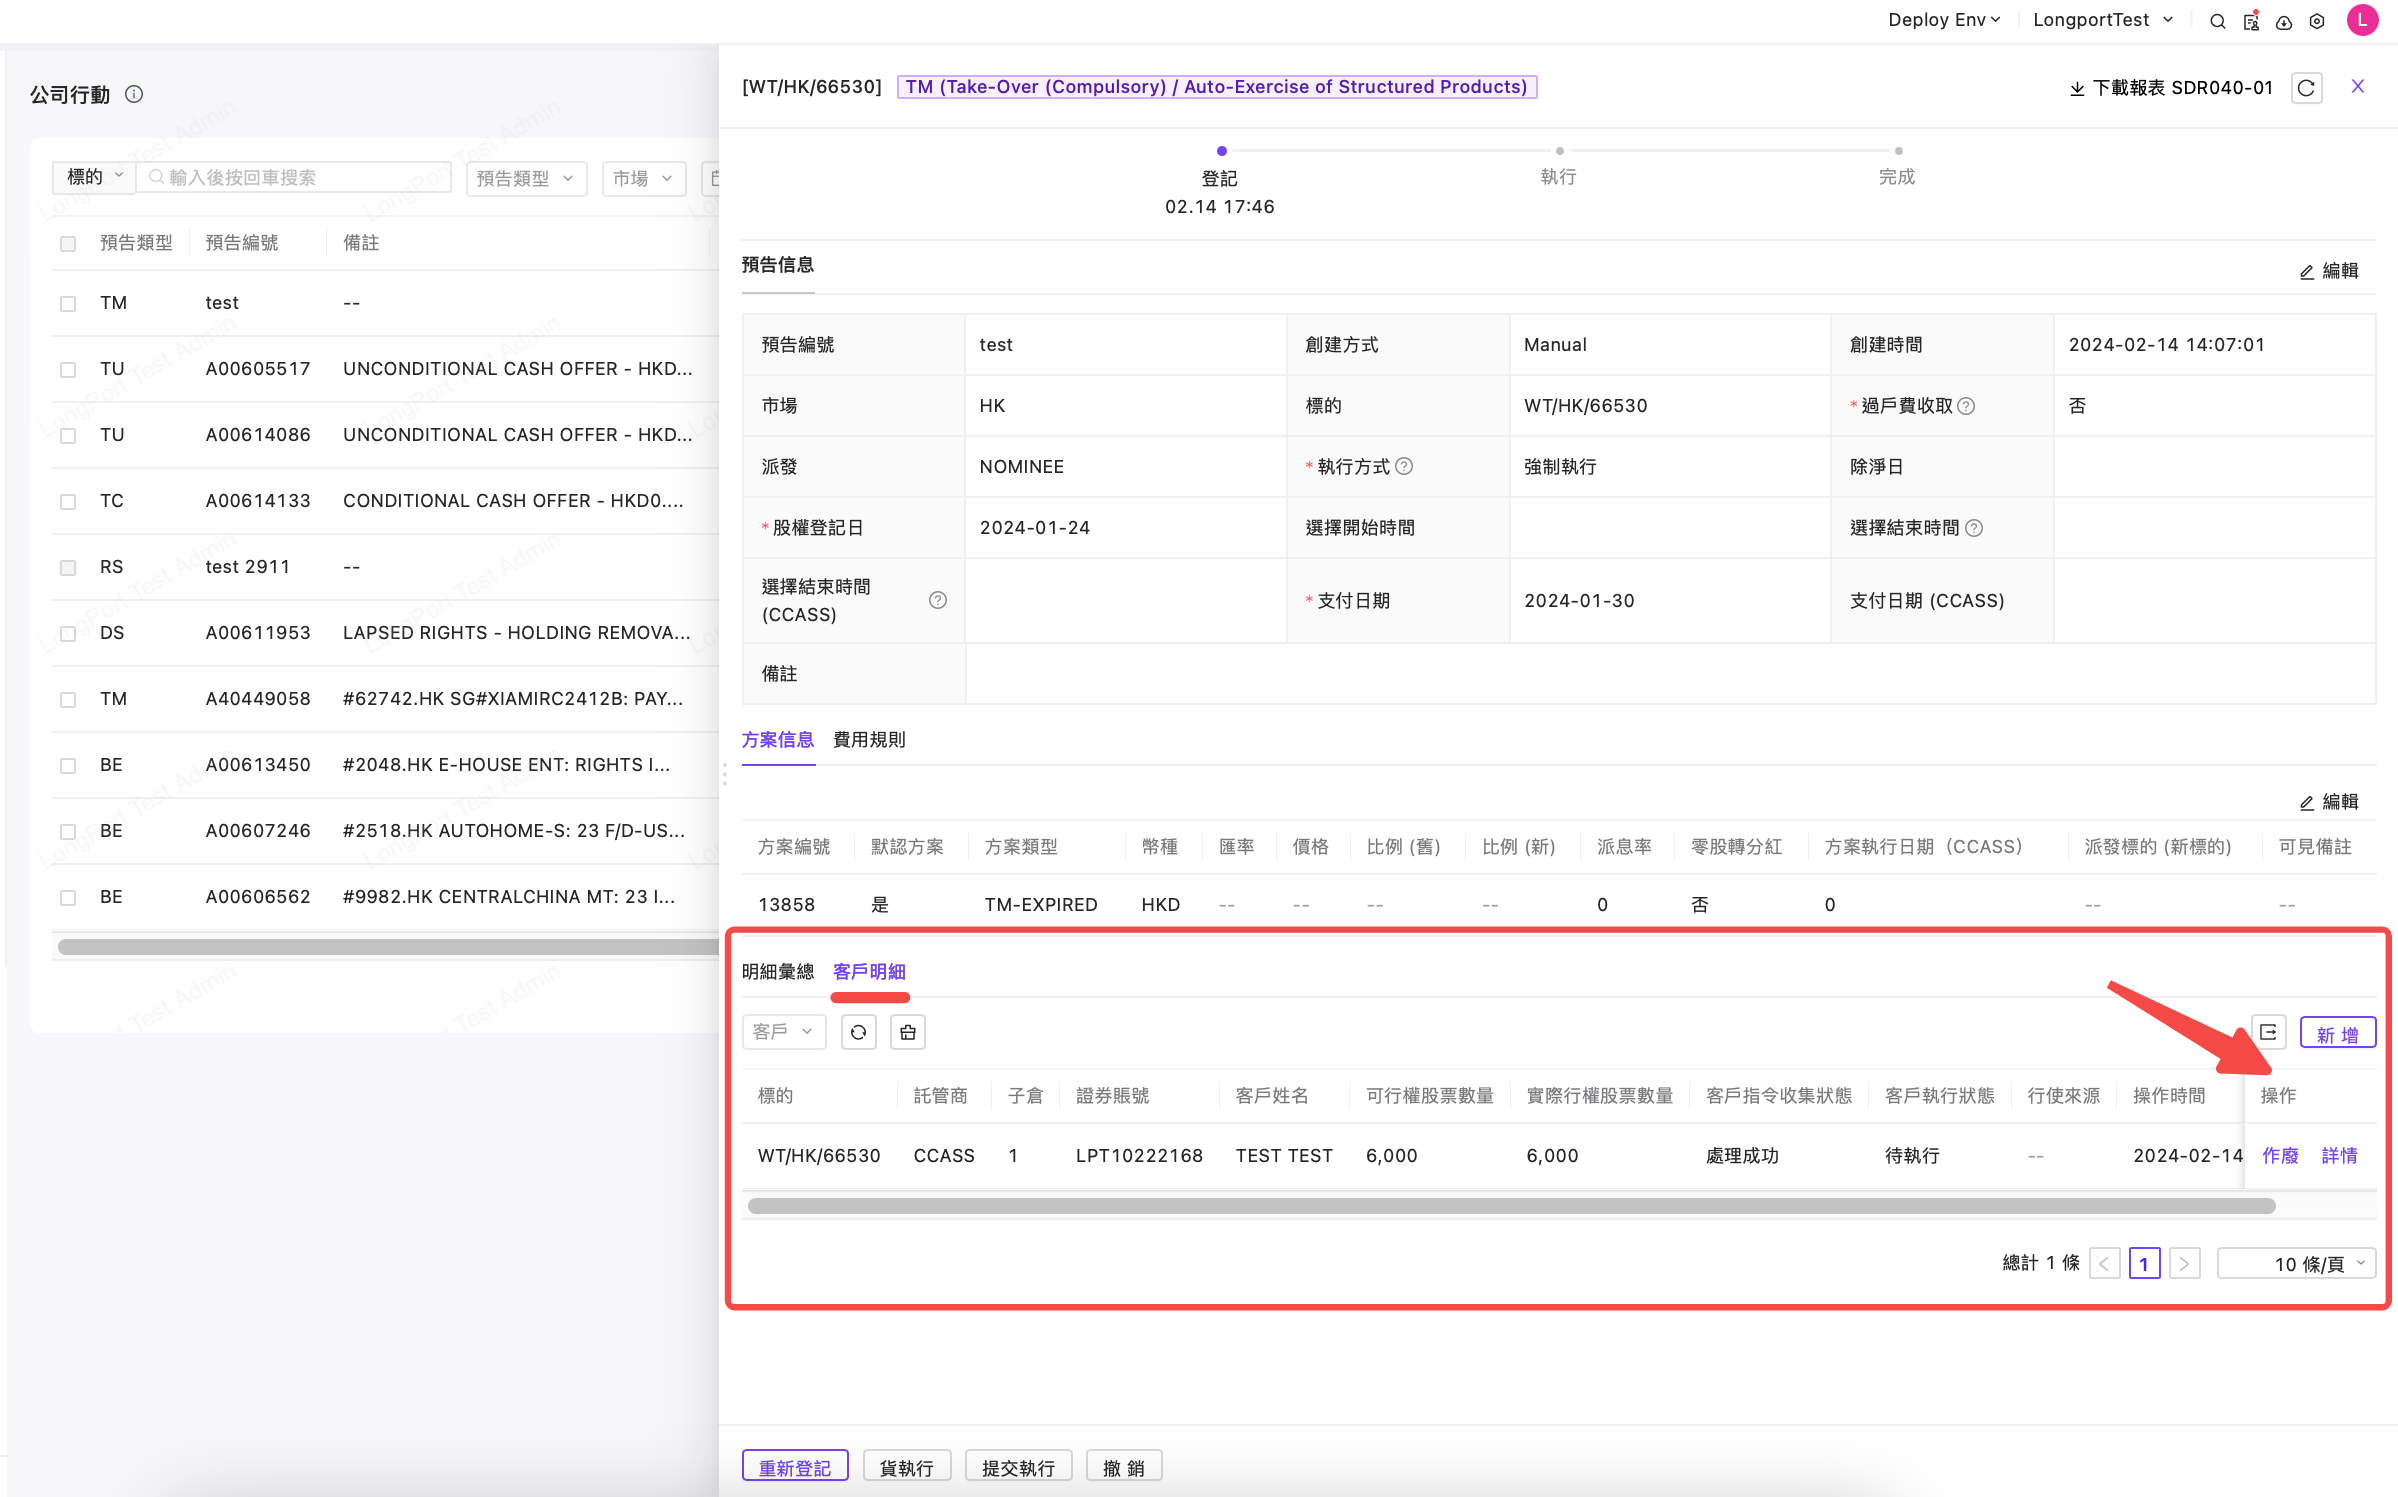 Deploy Env LongportTest L
公司行動
標的 輸入後按回車搜索 預告類型 市場
預告類型 預告編號 備註
TM test --
TU A00605517 UNCONDITIONAL CASH OFFER - HKD...
TU A00614086 UNCONDITIONAL CASH OFFER - HKD...
TC A00614133 CONDITIONAL CASH OFFER - HKD0....
RS test 2911 --
DS A00611953 LAPSED RIGHTS - HOLDING REMOVA...
TM A40449058 #62742.HK SG#XIAMIRC2412B: PAY...
BE A00613450 #2048.HK E-HOUSE ENT: RIGHTS I...
BE A00607246 #2518.HK AUTOHOME-S: 23 F/D-US...
BE A00606562 #9982.HK CENTRALCHINA MT: 23 I...
LongPort Test Admin
[WT/HK/66530] TM (Take-Over (Compulsory) / Auto-Exercise of Structured Products) 下載報表 SDR040-01
登記 執行 完成
02.14 17:46
預告信息 編輯
預告編號 test 創建方式 Manual 創建時間 2024-02-14 14:07:01
市場 HK 標的 WT/HK/66530 * 過戶費收取 否
派發 NOMINEE * 執行方式 強制執行 除淨日
* 股權登記日 2024-01-24 選擇開始時間 選擇結束時間
選擇結束時間 (CCASS) * 支付日期 2024-01-30 支付日期 (CCASS)
備註
方案信息 費用規則
編輯
方案編號 默認方案 方案類型 幣種 匯率 價格 比例 (舊) 比例 (新) 派息率 零股轉分紅 方案執行日期（CCASS） 派發標的 (新標的) 可見備註
13858 是 TM-EXPIRED HKD -- -- -- -- 0 否 0 -- --
明細彙總 客戶明細
客戶 新 增
標的 託管商 子倉 證券賬號 客戶姓名 可行權股票數量 實際行權股票數量 客戶指令收集狀態 客戶執行狀態 行使來源 操作時間 操作
WT/HK/66530 CCASS 1 LPT10222168 TEST TEST 6,000 6,000 處理成功 待執行 -- 2024-02-14 作廢 詳情
總計 1 條 1 10 條/頁
重新登記 貨執行 提交執行 撤 銷